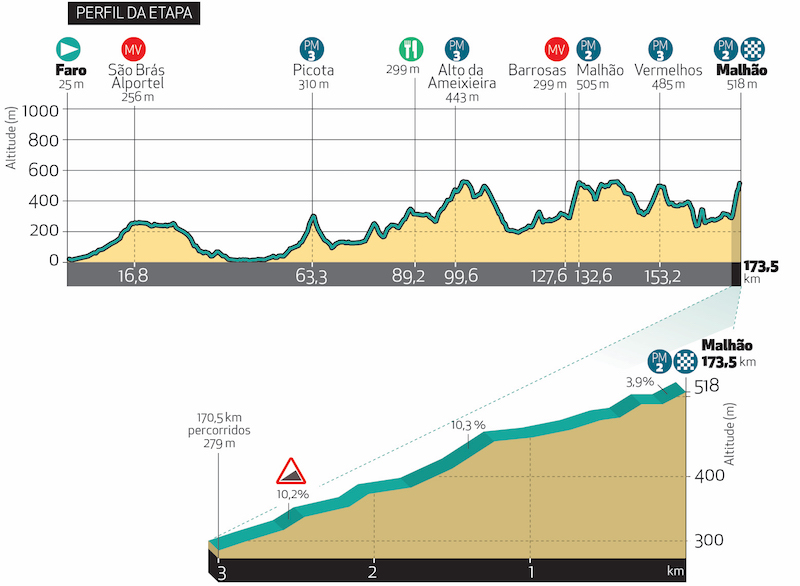 PERFIL DA ETAPA
MV
PM
3
PM
3
MV
PM
2
PM
3
PM
2
Faro
25 m
São Brás
Alportel
256 m
Picota
310 m
299 m
Alto da
Ameixieira
443 m
Barrosas
299 m
Malhão
505 m
Vermelhos
485 m
Malhão
518 m
Altitude (m)
1000
800
600
400
200
0
16,8
63,3
89,2
99,6
127,6
132,6
153,2
173,5
km
Malhão
173,5 km
PM
2
3,9%
518
170,5 km
percorridos
279 m
10,3 %
Altitude (m)
400
10,2%
300
3
2
1
km